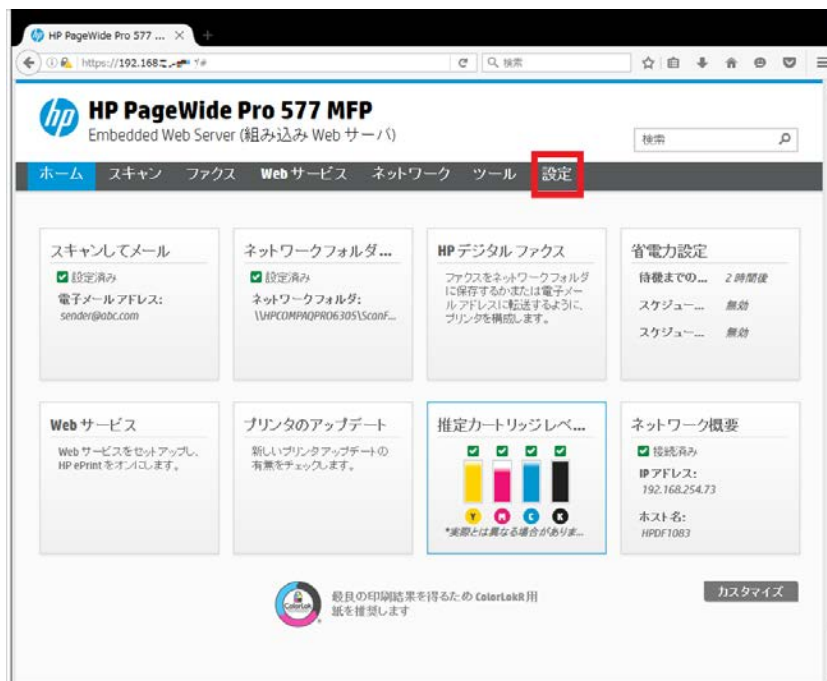 HP PageWide Pro 577 ...
https://192.168
検索
hp
HP PageWide Pro 577 MFP
Embedded Web Server (組み込み Web サーバ)
検索
ホーム スキャン ファクス Web サービス ネットワーク ツール 設定
スキャンしてメール
設定済み
電子メール アドレス:
sender@abc.com
ネットワークフォルダ...
設定済み
ネットワークフォルダ:
\\HPCOMPAQPRO6305\ScanF...
HP デジタル ファクス
ファクスをネットワークフォルダ
に保存するかまたは電子メー
ル アドレスに転送するように、
プリンタを構成します。
省電力設定
待機までの... 2 時間後
スケジュー... 無効
スケジュー... 無効
Web サービス
Web サービスをセットアップし、
HP ePrint をオンにします。
プリンタのアップデート
新しいプリンタアップデートの
有無をチェックします。
推定カートリッジレベ...
Y M C K
*実際とは異なる場合がありま...
ネットワーク概要
接続済み
IP アドレス:
192.168.254.73
ホスト名:
HPDF1083
ColorLok
最良の印刷結果を得るため ColorLokR 用
紙を推奨します
カスタマイズ